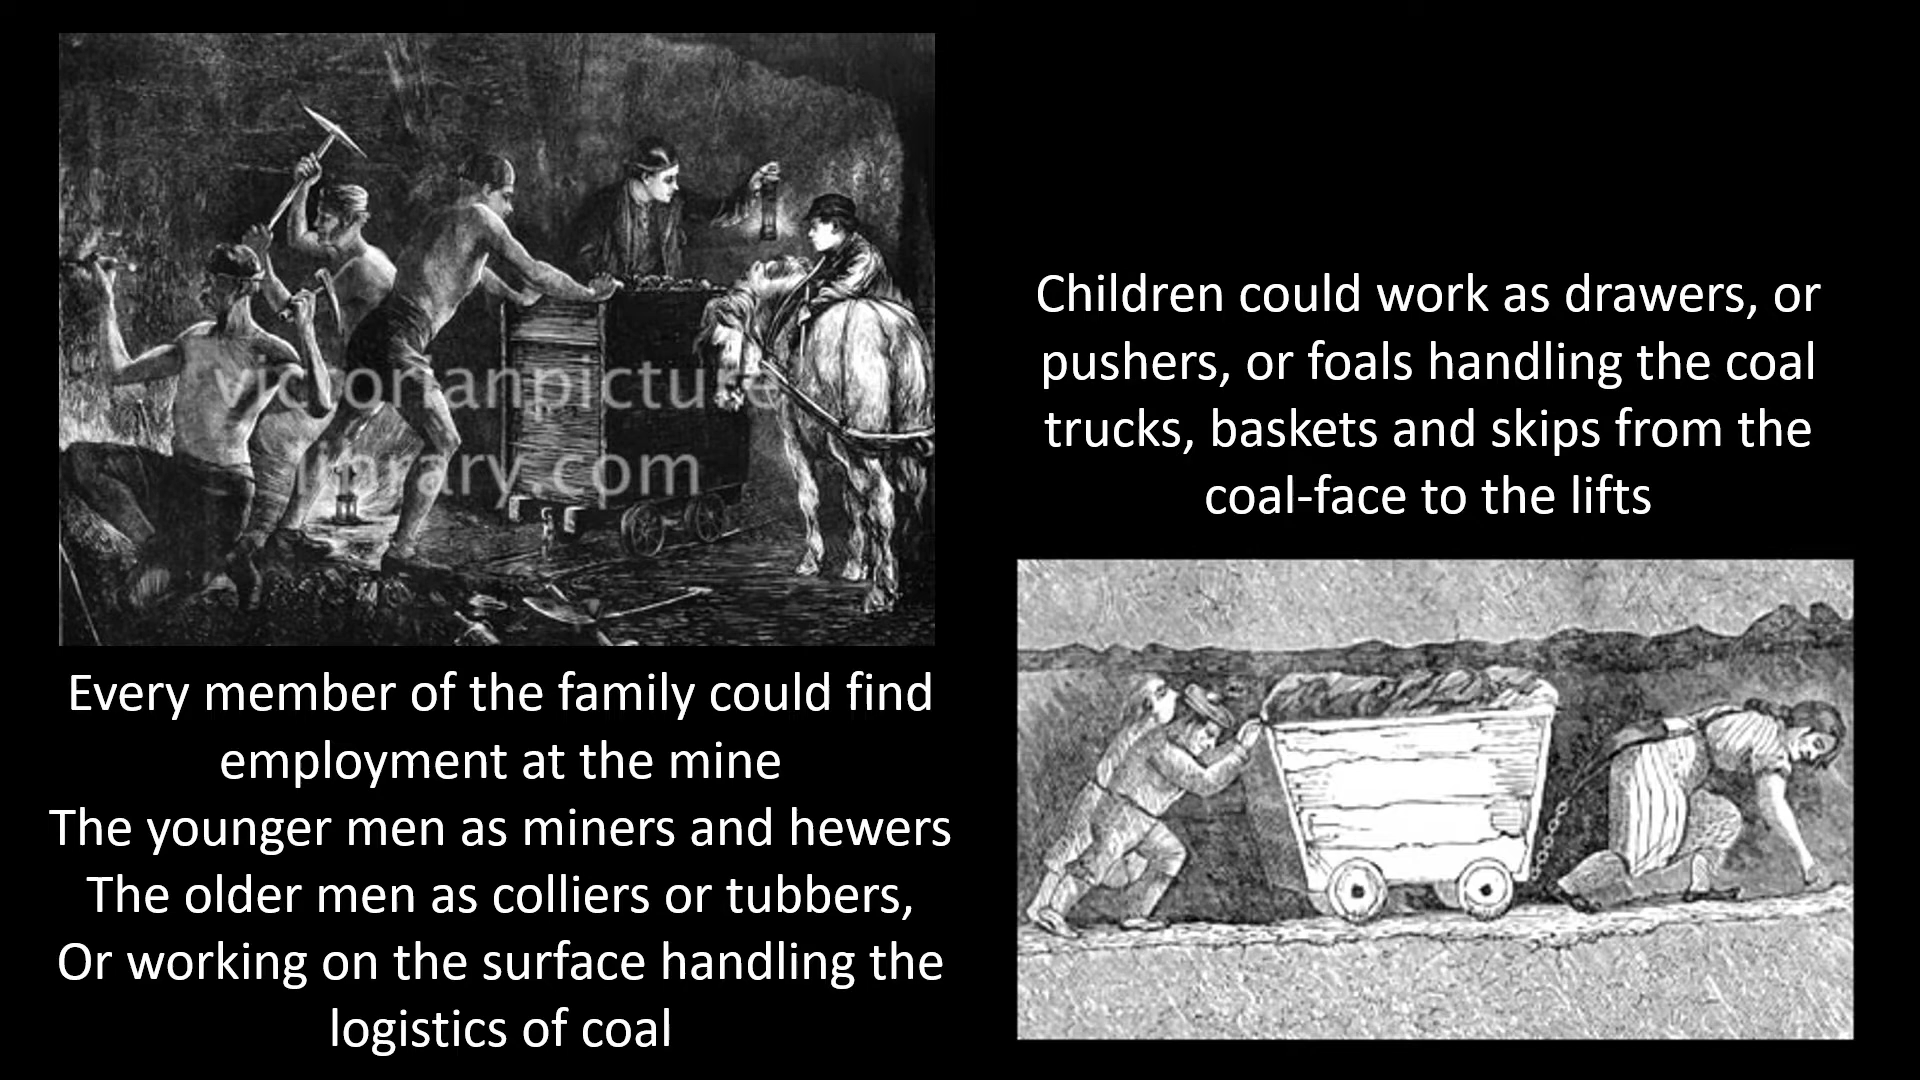 victorianpicture
library.com
Every member of the family could find
employment at the mine
The younger men as miners and hewers
The older men as colliers or tubbers,
Or working on the surface handling the
logistics of coal
Children could work as drawers, or
pushers, or foals handling the coal
trucks, baskets and skips from the
coal-face to the lifts